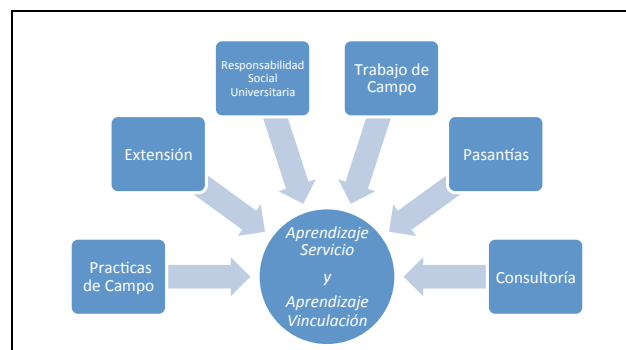 Responsabilidad
Social
Universitaria
Trabajo de
Campo
Extensión
Pasantías
Practicas
de Campo
Aprendizaje
Servicio
y
Aprendizaje
Vinculación
Consultoría